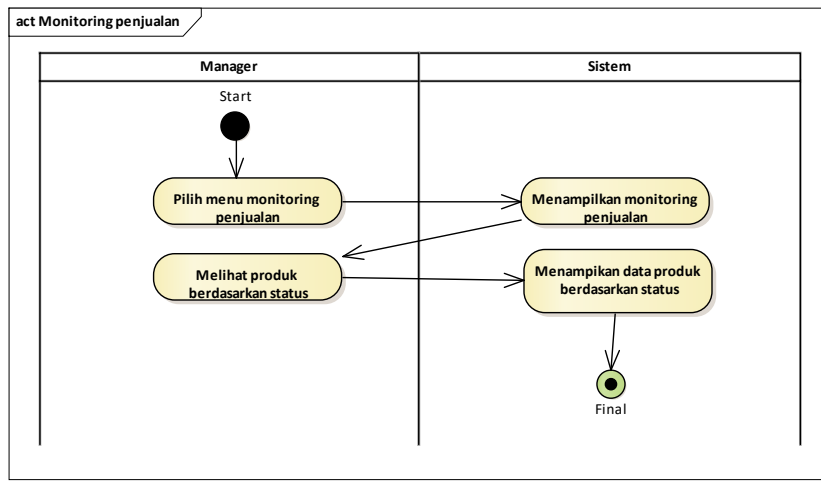 act Monitoring penjualan
Manager
Sistem
Start
Pilih menu monitoring
penjualan
Menampilkan monitoring
penjualan
Melihat produk
berdasarkan status
Menampikan data produk
berdasarkan status
Final